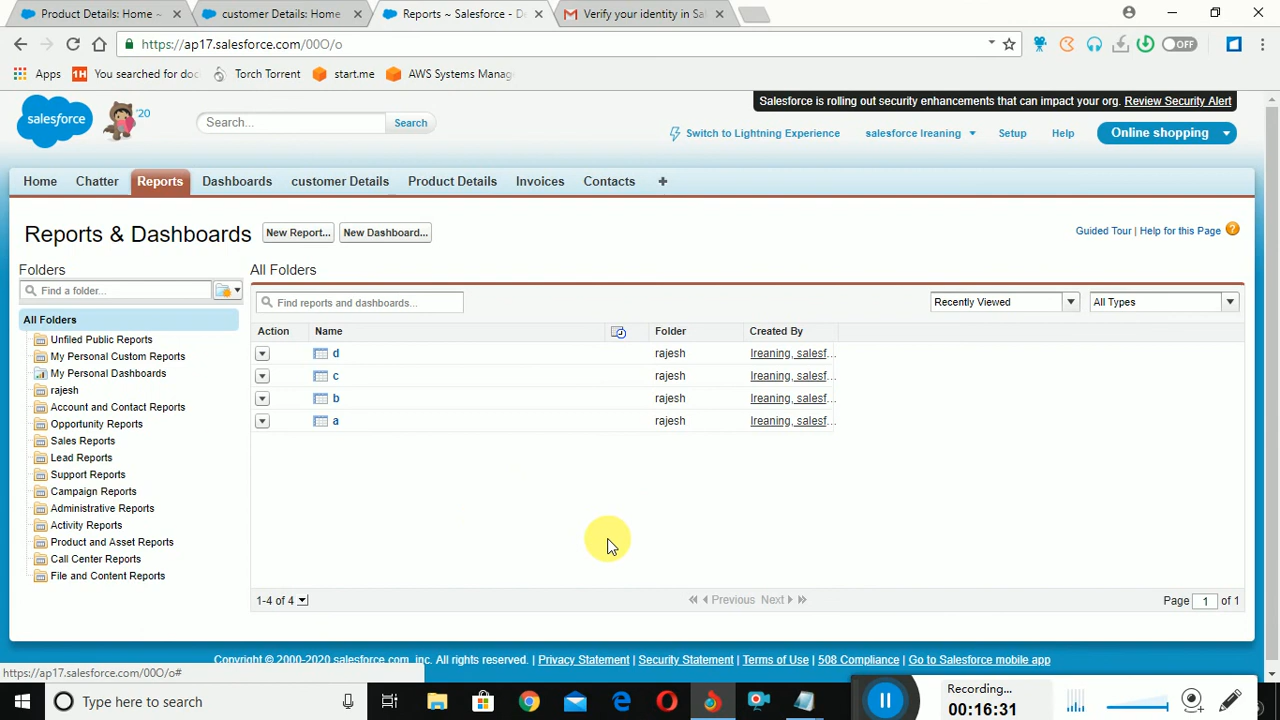 Product Details: Home ~
customer Details: Home
Reports ~ Salesforce - D
Verify your identity in Sa
https://ap17.salesforce.com/00O/o
OFF
Apps
You searched for doc
Torch Torrent
start.me
AWS Systems Manag
salesforce
'20
Search...
Search
Salesforce is rolling out security enhancements that can impact your org. Review Security Alert
Switch to Lightning Experience
salesforce lreaning
Setup
Help
Online shopping
Home
Chatter
Reports
Dashboards
customer Details
Product Details
Invoices
Contacts
+
Reports & Dashboards
New Report...
New Dashboard...
Guided Tour | Help for this Page
Folders
Find a folder...
All Folders
Unfiled Public Reports
My Personal Custom Reports
My Personal Dashboards
rajesh
Account and Contact Reports
Opportunity Reports
Sales Reports
Lead Reports
Support Reports
Campaign Reports
Administrative Reports
Activity Reports
Product and Asset Reports
Call Center Reports
File and Content Reports
All Folders
Find reports and dashboards...
Recently Viewed
All Types
Action Name Folder Created By
d rajesh lreaning, salesf...
c rajesh lreaning, salesf...
b rajesh lreaning, salesf...
a rajesh lreaning, salesf...
1-4 of 4
Previous Next
Page 1 of 1
Copyright © 2000-2020 salesforce.com, inc. All rights reserved. | Privacy Statement | Security Statement | Terms of Use | 508 Compliance | Go to Salesforce mobile app
https://ap17.salesforce.com/00O/o#
Type here to search
Recording...
00:16:31